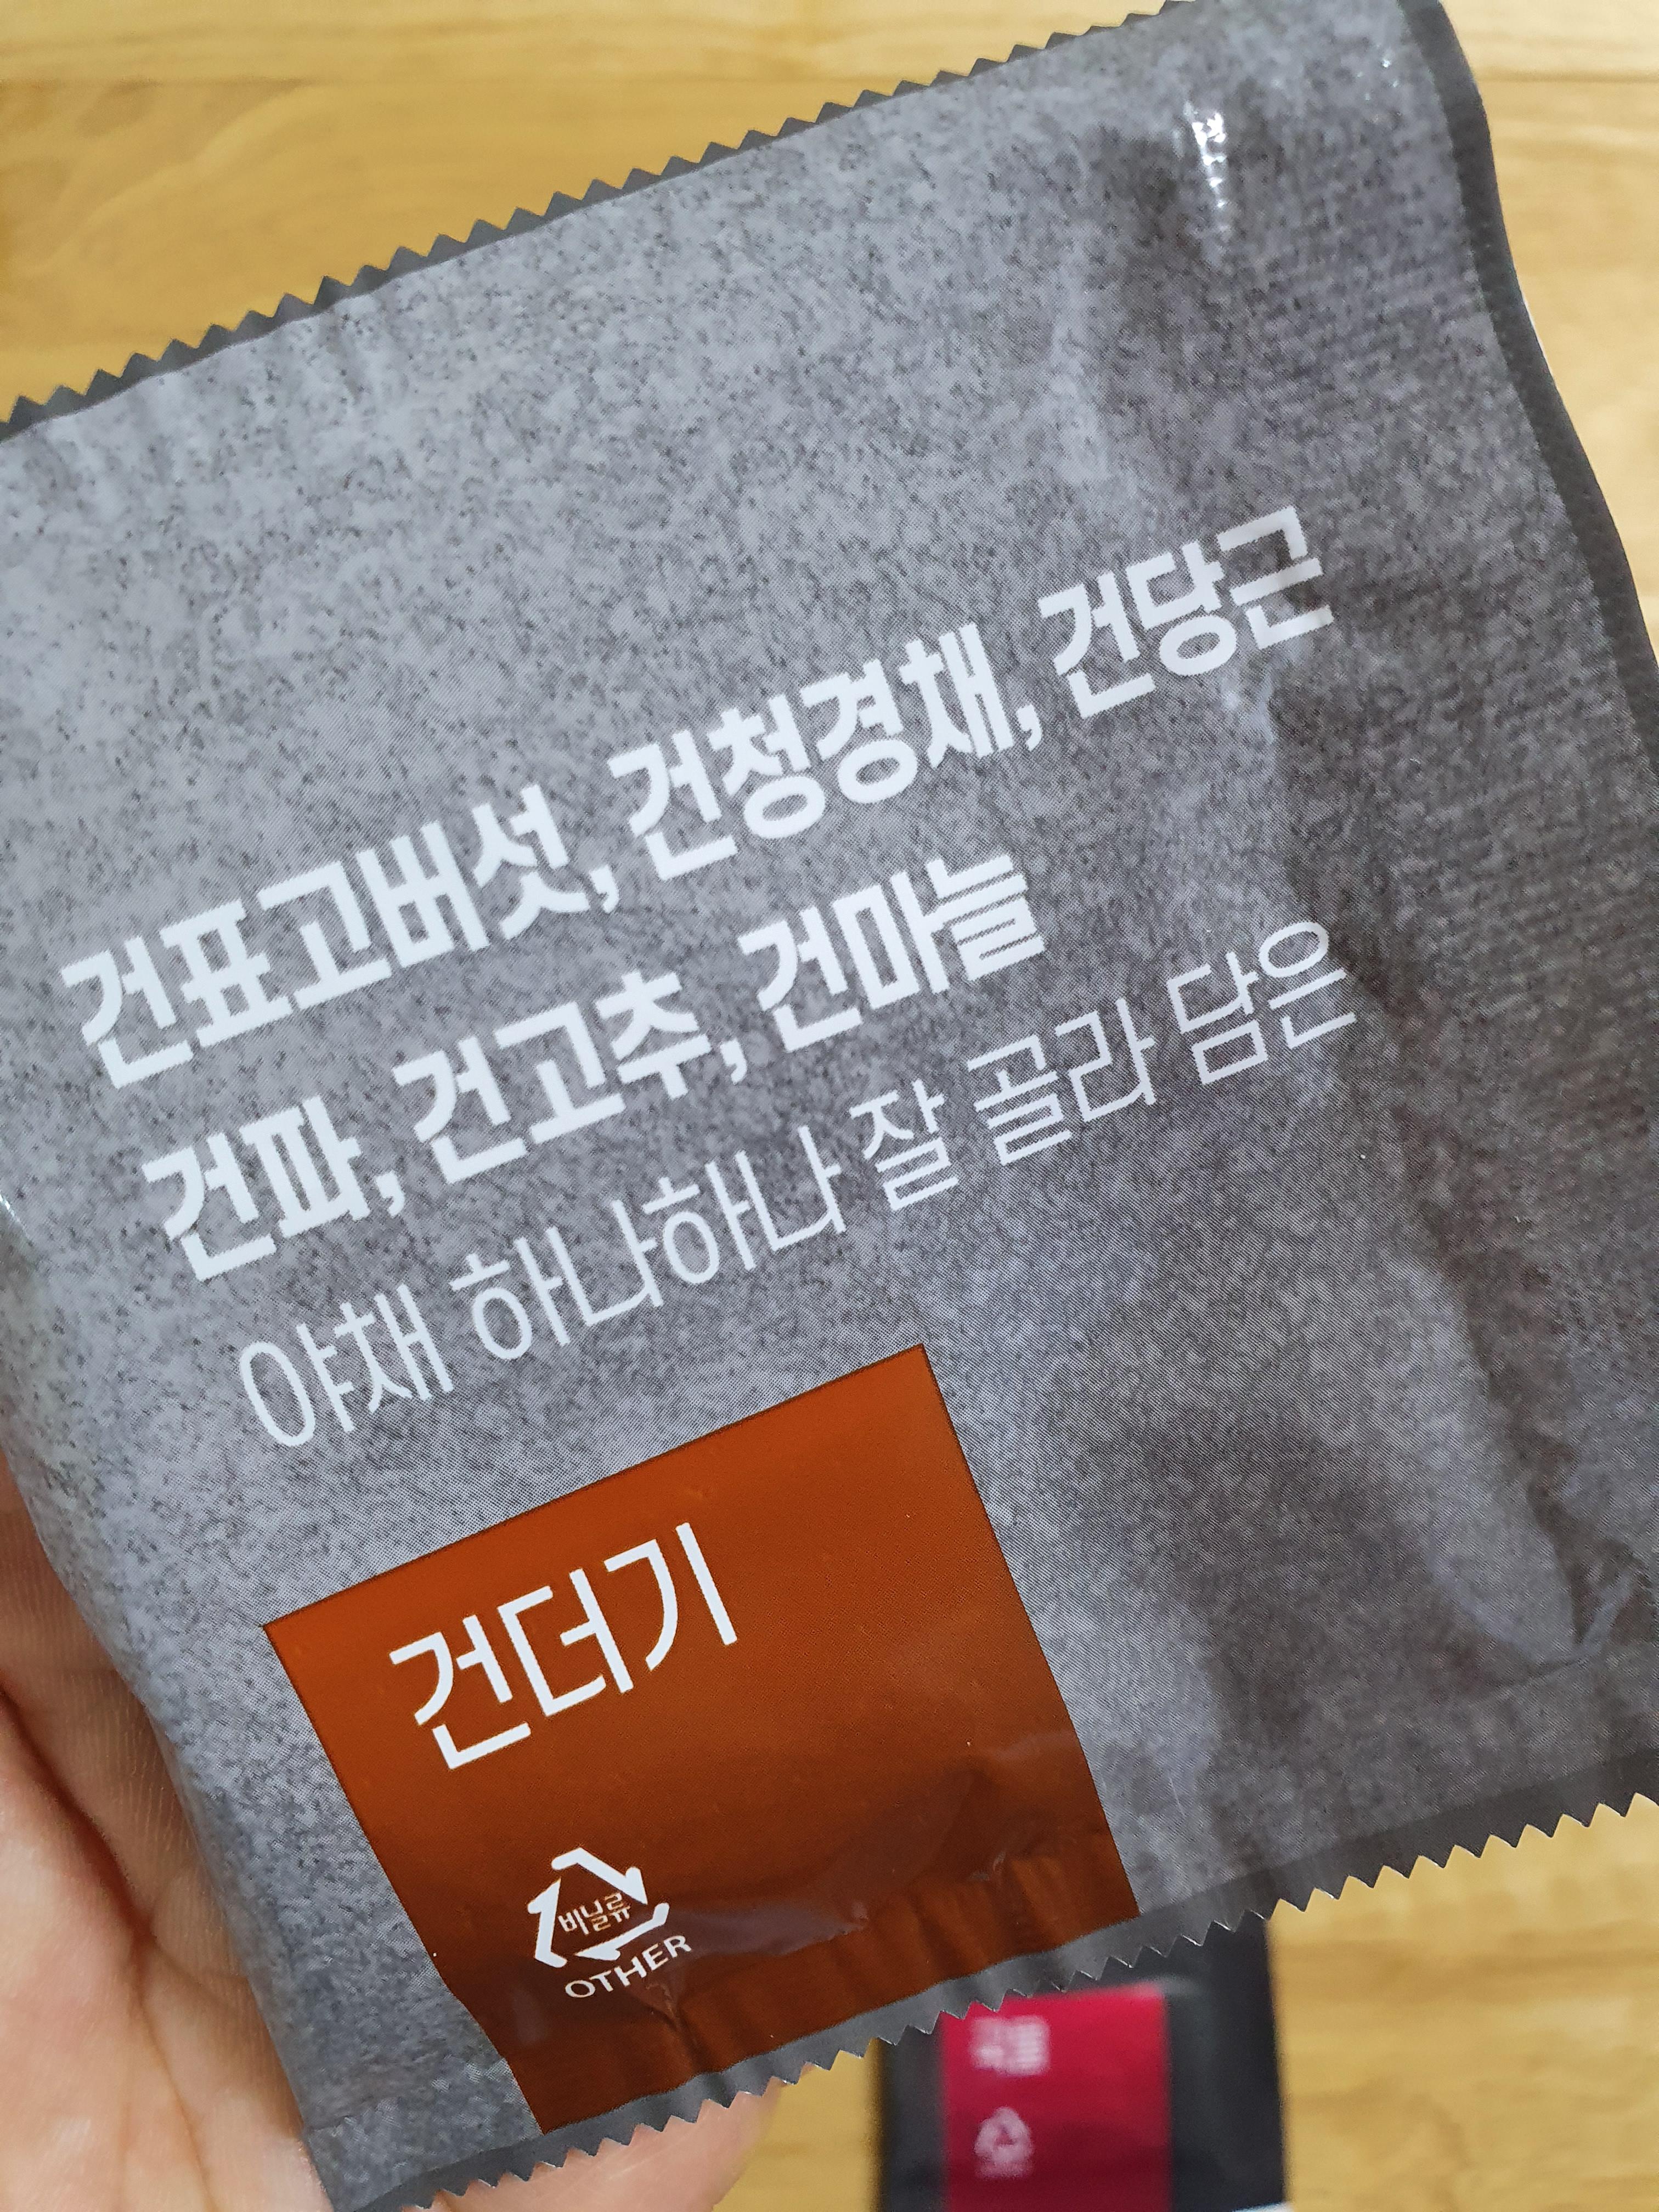 건표고버섯, 건청경채, 건당근
건파, 건고추, 건마늘
야채 하나하나 잘 골라 담은
건더기
비닐류
OTHER